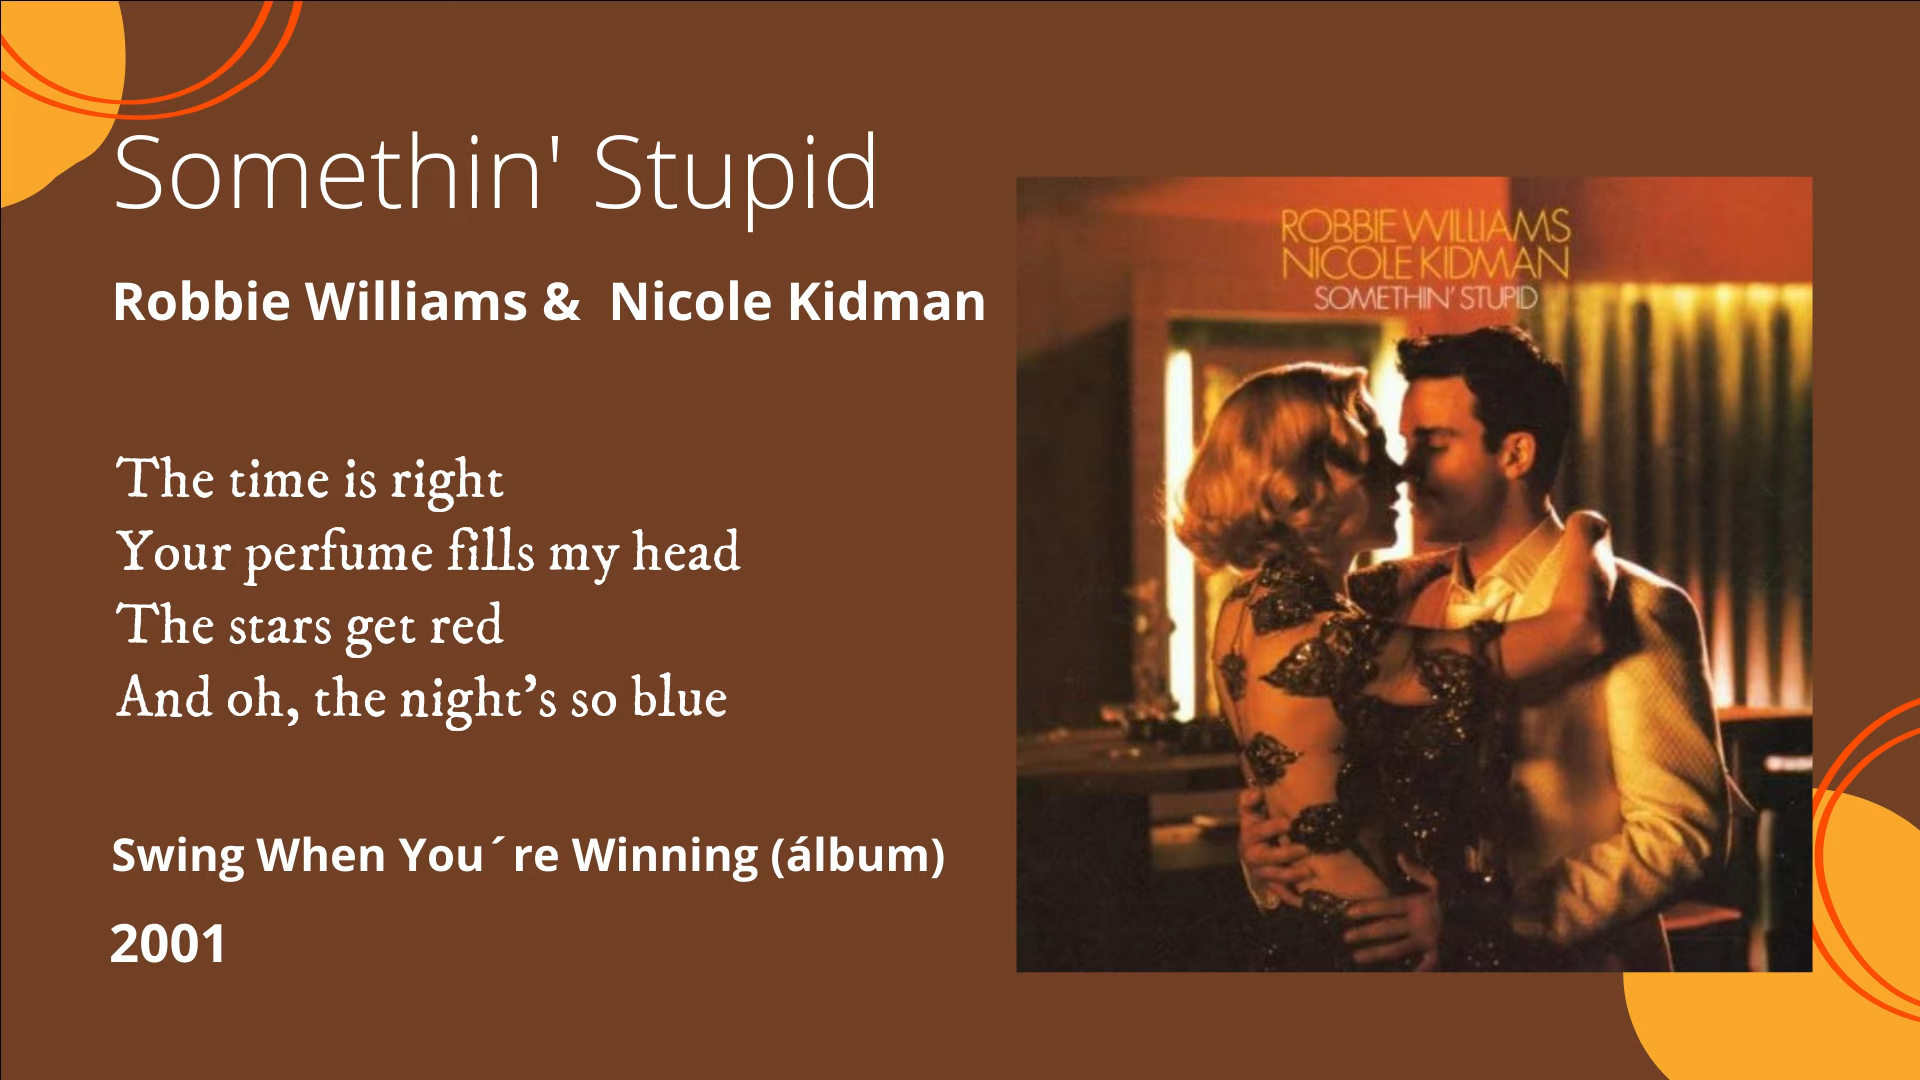 Somethin' Stupid
Robbie Williams &  Nicole Kidman
The time is right
Your perfume fills my head
The stars get red
And oh, the night’s so blue
Swing When You´re Winning (álbum)
2001
ROBBIE WILLIAMS
NICOLE KIDMAN
SOMETHIN’ STUPID